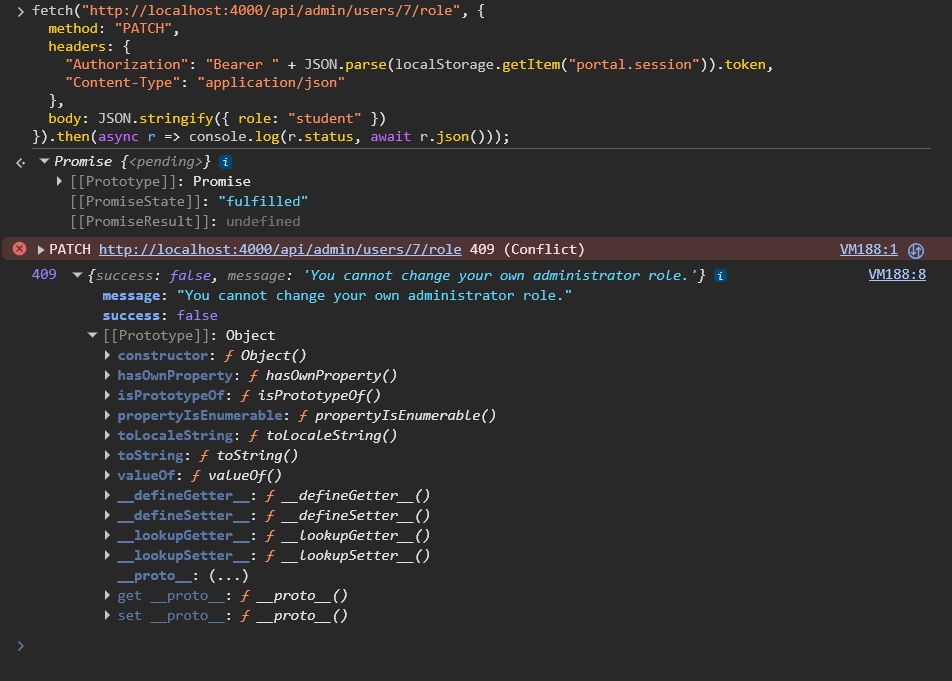 fetch("http://localhost:4000/api/admin/users/7/role", {
method: "PATCH",
headers: {
"Authorization": "Bearer " + JSON.parse(localStorage.getItem("portal.session")).token,
"Content-Type": "application/json"
},
body: JSON.stringify({ role: "student" })
}).then(async r => console.log(r.status, await r.json()));
Promise {<pending>} i
[[Prototype]]: Promise
[[PromiseState]]: "fulfilled"
[[PromiseResult]]: undefined
PATCH http://localhost:4000/api/admin/users/7/role 409 (Conflict) VM188:1
409 {success: false, message: 'You cannot change your own administrator role.'} i VM188:8
message: "You cannot change your own administrator role."
success: false
[[Prototype]]: Object
constructor: ƒ Object()
hasOwnProperty: ƒ hasOwnProperty()
isPrototypeOf: ƒ isPrototypeOf()
propertyIsEnumerable: ƒ propertyIsEnumerable()
toLocaleString: ƒ toLocaleString()
toString: ƒ toString()
valueOf: ƒ valueOf()
__defineGetter__: ƒ __defineGetter__()
__defineSetter__: ƒ __defineSetter__()
__lookupGetter__: ƒ __lookupGetter__()
__lookupSetter__: ƒ __lookupSetter__()
__proto__: (...)
get __proto__: ƒ __proto__()
set __proto__: ƒ __proto__()